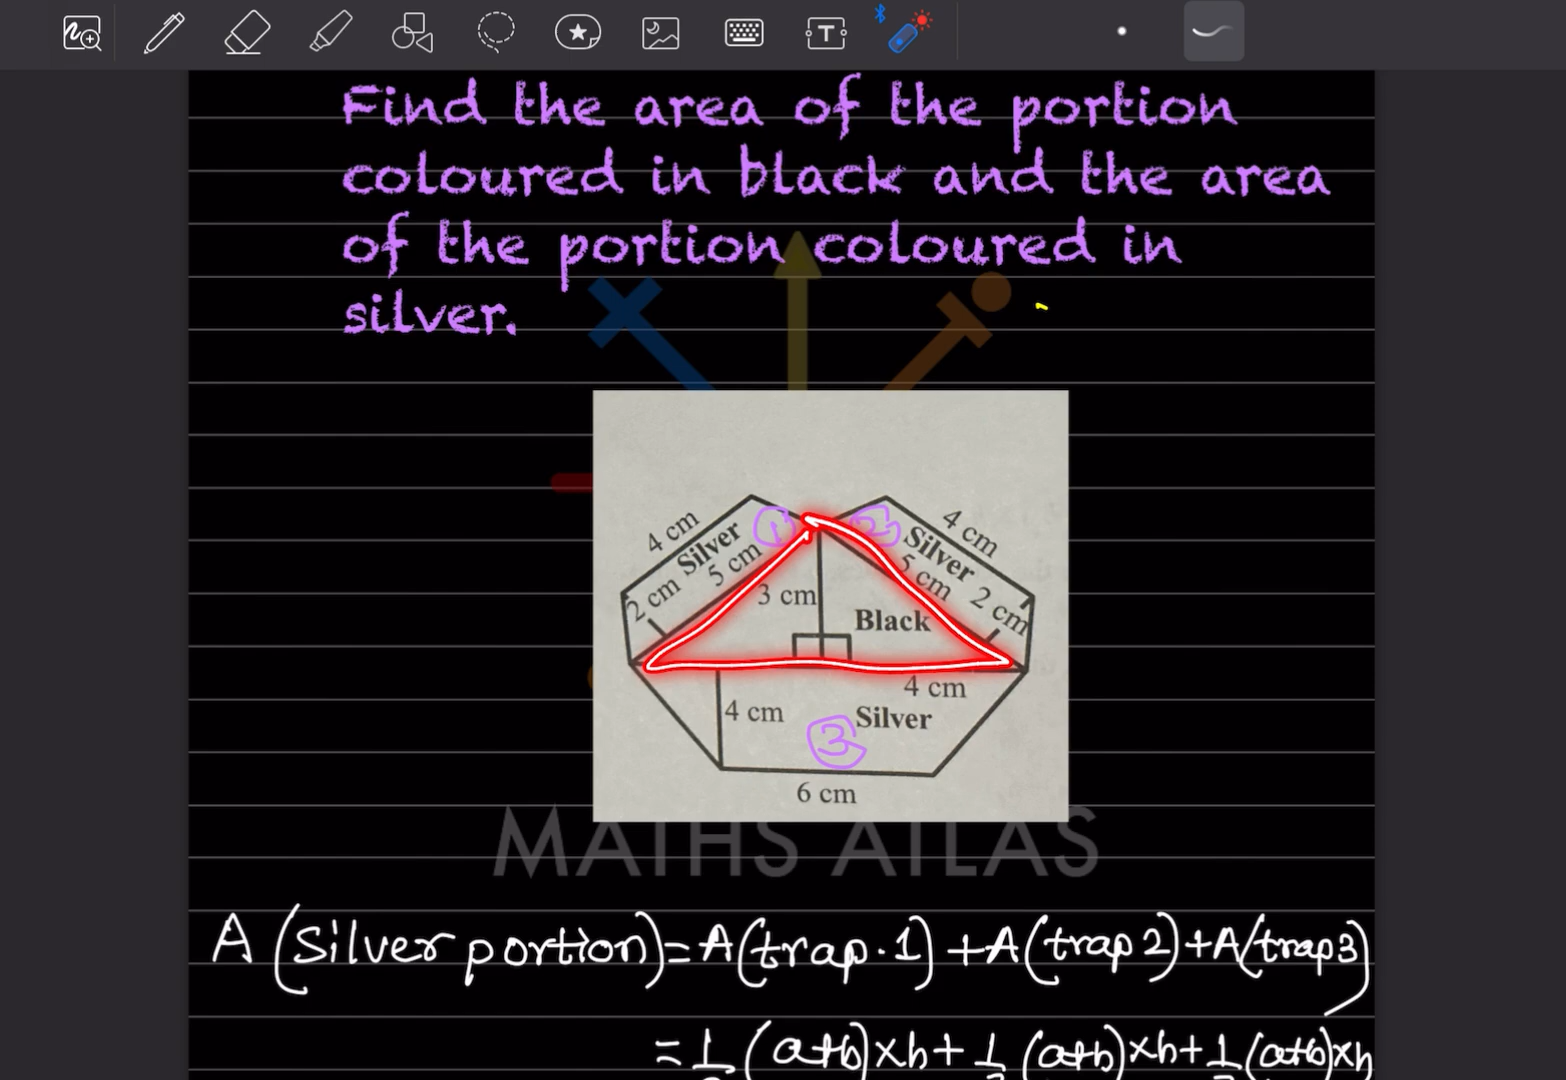 T
Find the area of the portion
coloured in black and the area
of the portion coloured in
silver.
4 cm
Silver
1
2
Silver
4 cm
2 cm
5 cm
3 cm
5 cm
2 cm
Black
4 cm
4 cm
Silver
3
6 cm
MATHS ATLAS
A (Silver portion) = A(trap. 1) + A(trap 2) + A(trap 3)
= 1 (a+b) x h + 1 (a+b) x h + 1 (a+b) x h